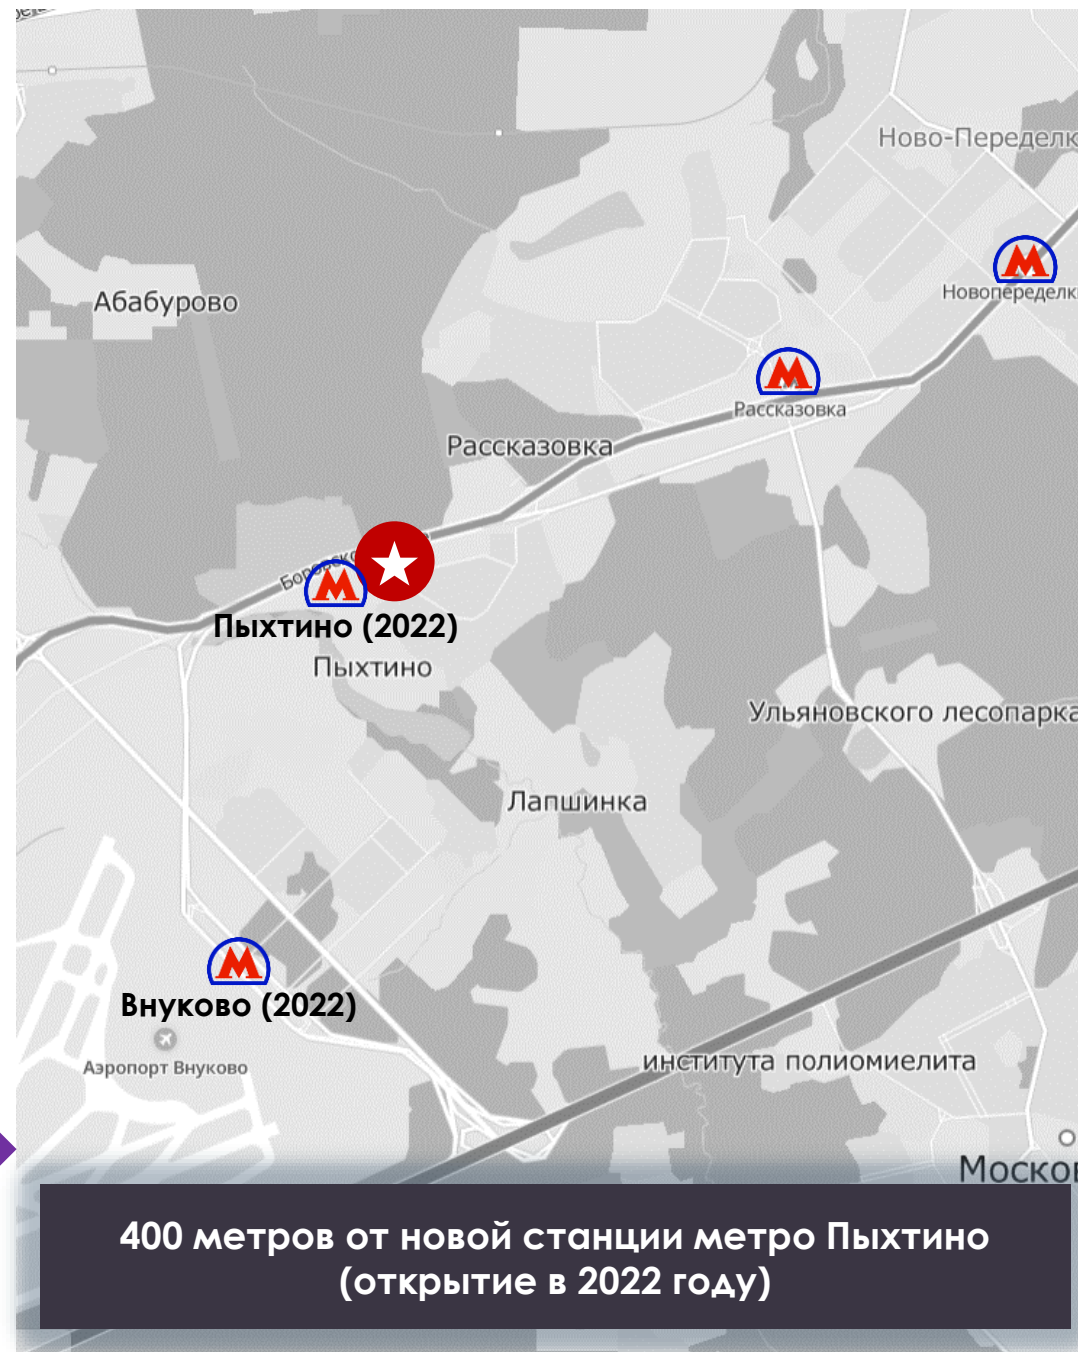 Ново-Переделк
Новопеределк
Абабурово
Рассказовка
Рассказовка
Боровско
Пыхтино (2022)
Пыхтино
Ульяновского лесопарка
Лапшинка
Внуково (2022)
Аэропорт Внуково
института полиомиелита
Москов
400 метров от новой станции метро Пыхтино
(открытие в 2022 году)